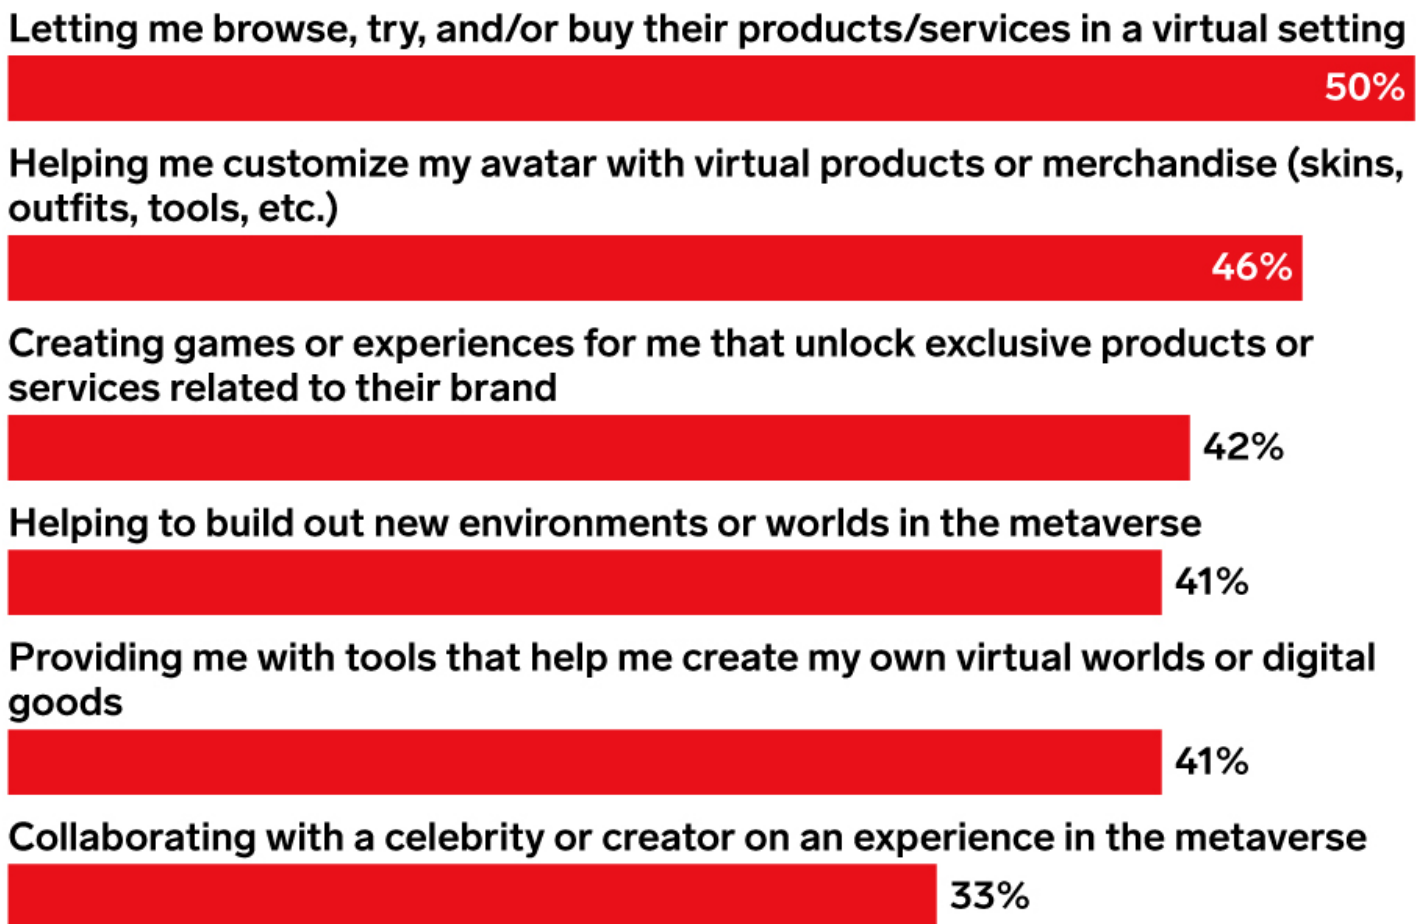 Letting me browse, try, and/or buy their products/services in a virtual setting
50%
Helping me customize my avatar with virtual products or merchandise (skins,
outfits, tools, etc.)
46%
Creating games or experiences for me that unlock exclusive products or
services related to their brand
42%
Helping to build out new environments or worlds in the metaverse
41%
Providing me with tools that help me create my own virtual worlds or digital
goods
41%
Collaborating with a celebrity or creator on an experience in the metaverse
33%